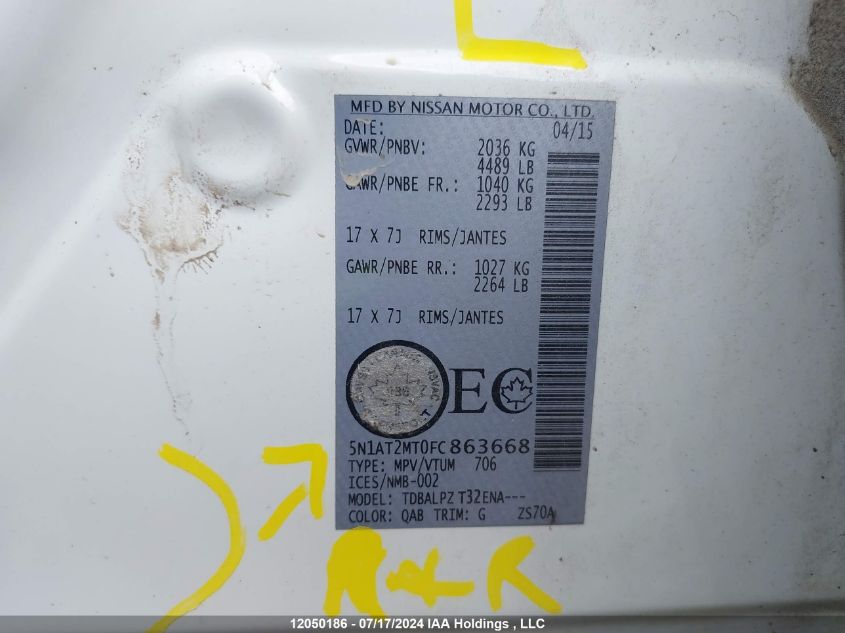 MFD BY NISSAN MOTOR CO., LTD.
DATE: 04/15
GVWR/PNBV: 2036 KG
4489 LB
GAWR/PNBE FR.: 1040 KG
2293 LB
17 X 7J RIMS/JANTES
GAWR/PNBE RR.: 1027 KG
2264 LB
17 X 7J RIMS/JANTES
EC
5N1AT2MT0FC863668
TYPE: MPV/VTUM 706
ICES/NMB-002
MODEL: TDBALPZ T32ENA---
COLOR: QAB TRIM: G ZS70A
R+R
12050186 - 07/17/2024 IAA Holdings , LLC